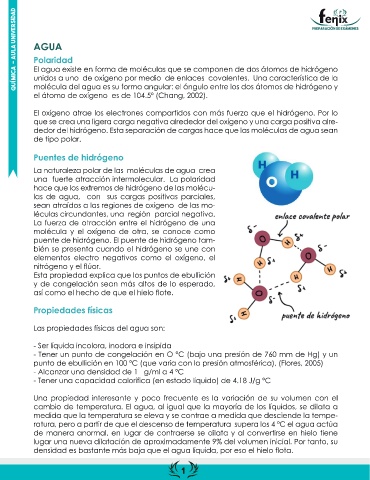 QUÍMICA - AULA UNIVERSIDAD
fenix
PREPARACIÓN DE EXÁMENES
AGUA
Polaridad
El agua existe en forma de moléculas que se componen de dos átomos de hidrógeno
unidos a uno de oxígeno por medio de enlaces covalentes. Una característica de la
molécula del agua es su forma angular: el ángulo entre los dos átomos de hidrógeno y
el átomo de oxígeno es de 104.5° (Chang, 2002).
El oxígeno atrae los electrones compartidos con más fuerza que el hidrógeno. Por lo
que se crea una ligera carga negativa alrededor del oxígeno y una carga positiva alre-
dedor del hidrógeno. Esta separación de cargas hace que las moléculas de agua sean
de tipo polar.
Puentes de hidrógeno
La naturaleza polar de las moléculas de agua crea
una fuerte atracción intermolecular. La polaridad
hace que los extremos de hidrógeno de las molécu-
las de agua, con sus cargas positivas parciales,
sean atraídos a las regiones de oxígeno de las mo-
léculas circundantes, una región parcial negativa.
La fuerza de atracción entre el hidrógeno de una
molécula y el oxígeno de otra, se conoce como
puente de hidrógeno. El puente de hidrógeno tam-
bién se presenta cuando el hidrógeno se une con
elementos electro negativos como el oxígeno, el
nitrógeno y el flúor.
Esta propiedad explica que los puntos de ebullición
y de congelación sean más altos de lo esperado,
así como el hecho de que el hielo flote.
H
O
H
enlace covalente polar
δ-
O
H
δ+
δ-
H
δ+
O
H
δ+
δ+
H
H
δ+
O
δ-
H
δ+
puente de hidrógeno
Propiedades físicas
Las propiedades físicas del agua son:
- Ser líquida incolora, inodora e insípida
- Tener un punto de congelación en O °C (bajo una presión de 760 mm de Hg) y un
punto de ebullición en 100 °C (que varía con la presión atmosférica). (Flores, 2005)
- Alcanzar una densidad de 1 g/ml a 4 °C
- Tener una capacidad calorífica (en estado líquido) de 4.18 J/g °C
Una propiedad interesante y poco frecuente es la variación de su volumen con el
cambio de temperatura. El agua, al igual que la mayoría de los líquidos, se dilata a
medida que la temperatura se eleva y se contrae a medida que desciende la tempe-
ratura, pero a partir de que el descenso de temperatura supera los 4 °C el agua actúa
de manera anormal, en lugar de contraerse se dilata y al convertirse en hielo tiene
lugar una nueva dilatación de aproximadamente 9% del volumen inicial. Por tanto, su
densidad es bastante más baja que el agua líquida, por eso el hielo flota.
1